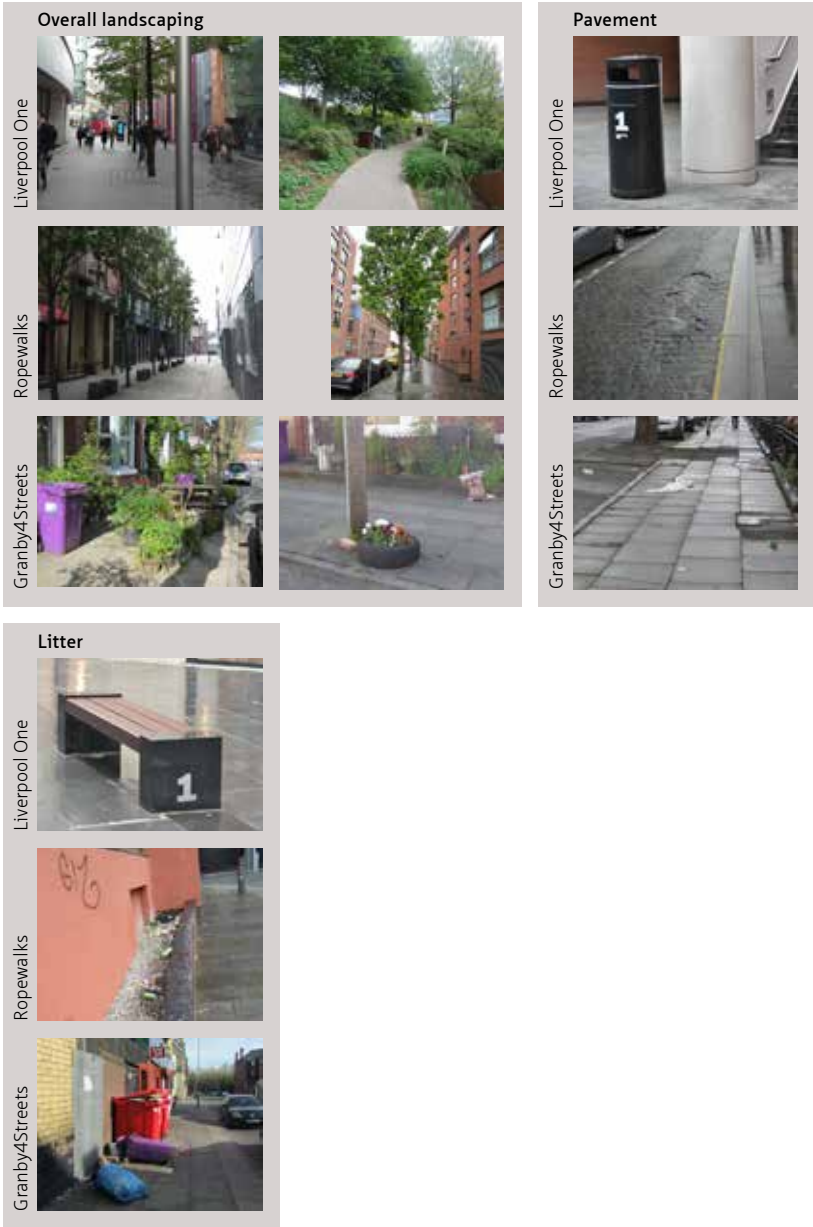 Overall landscaping
Liverpool One
Ropewalks
Granby4Streets
Pavement
Liverpool One
1
Ropewalks
Granby4Streets
Litter
Liverpool One
1
Ropewalks
Granby4Streets